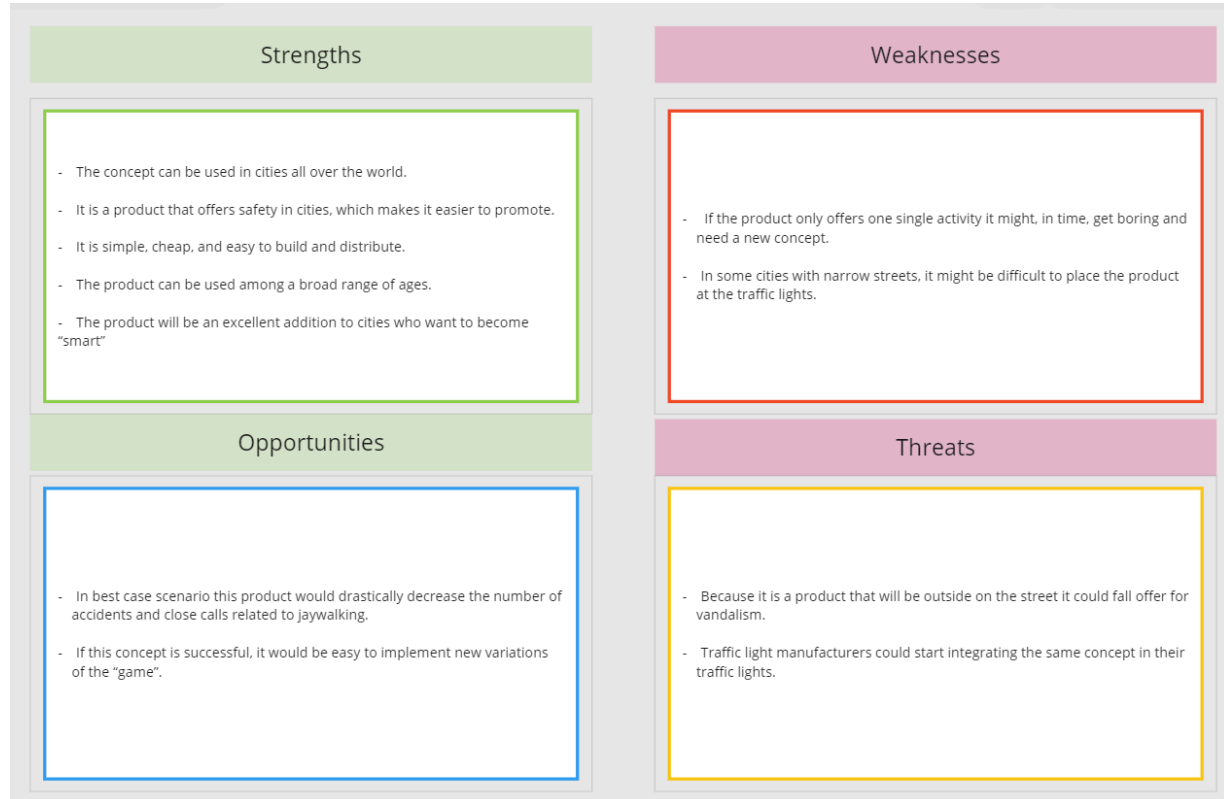 Strengths
- The concept can be used in cities all over the world.
- It is a product that offers safety in cities, which makes it easier to promote.
- It is simple, cheap, and easy to build and distribute.
- The product can be used among a broad range of ages.
- The product will be an excellent addition to cities who want to become
“smart”
Weaknesses
- If the product only offers one single activity it might, in time, get boring and
need a new concept.
- In some cities with narrow streets, it might be difficult to place the product
at the traffic lights.
Opportunities
- In best case scenario this product would drastically decrease the number of
accidents and close calls related to jaywalking.
- If this concept is successful, it would be easy to implement new variations
of the “game”.
Threats
- Because it is a product that will be outside on the street it could fall offer for
vandalism.
- Traffic light manufacturers could start integrating the same concept in their
traffic lights.